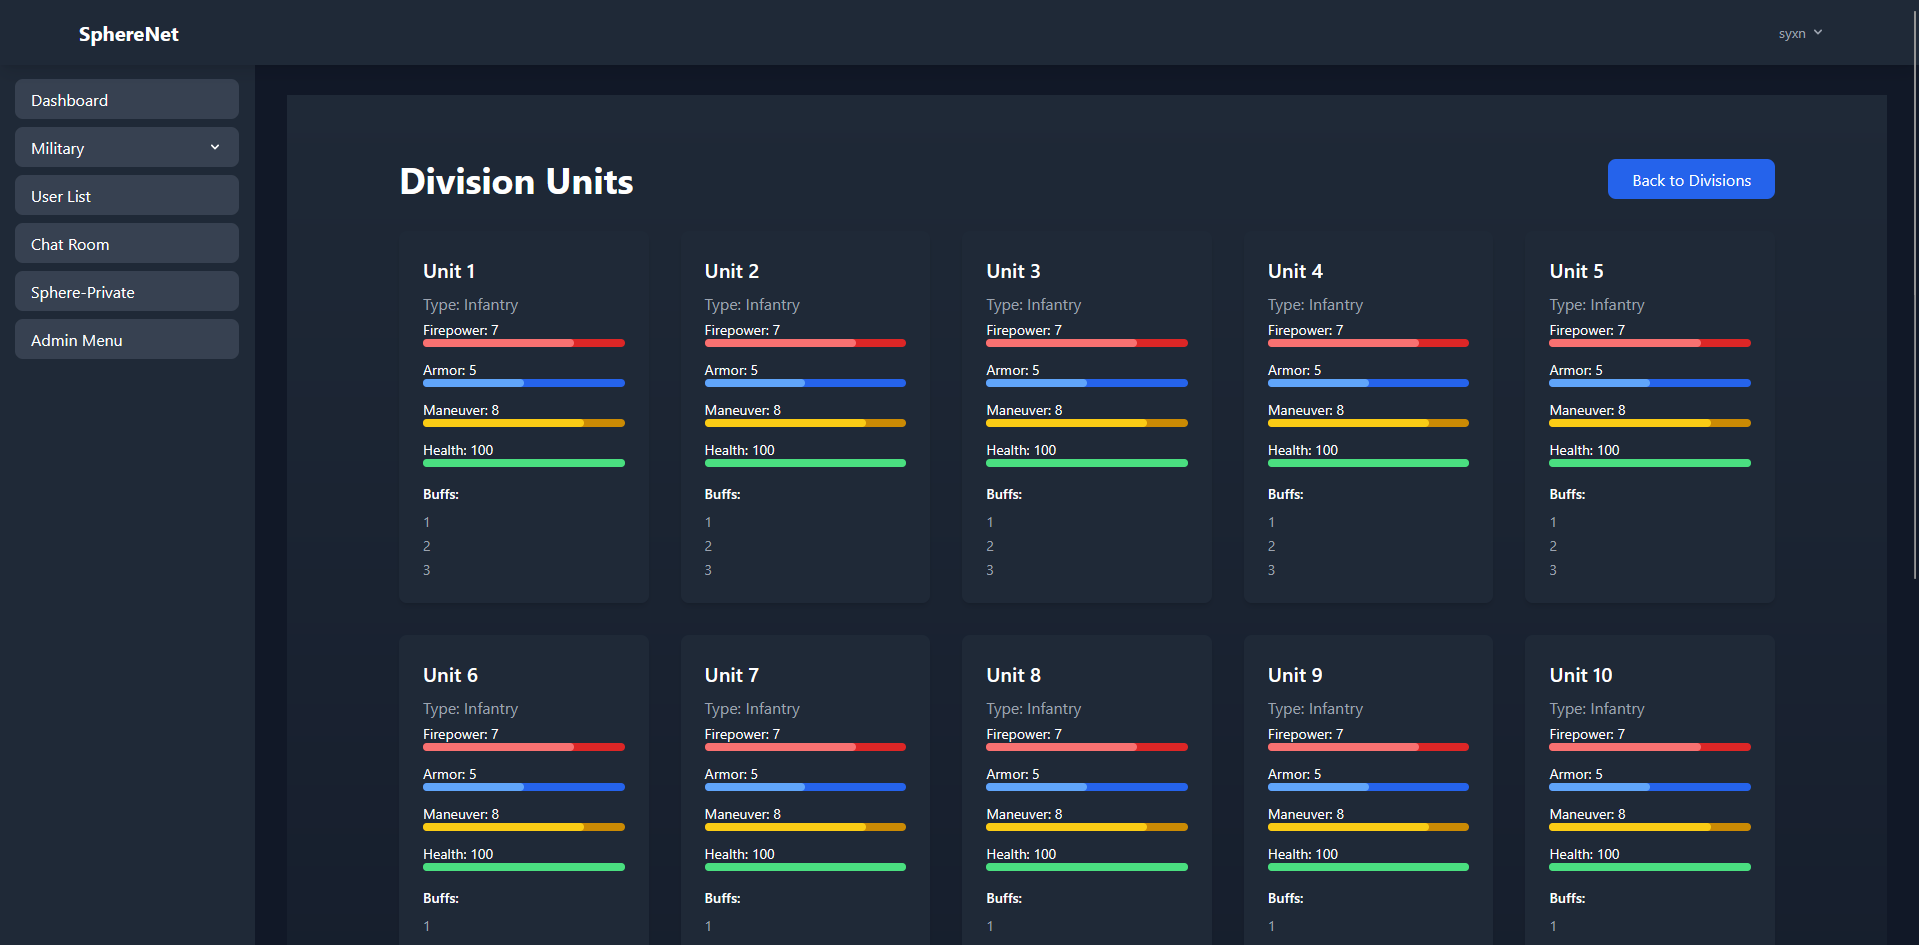 SphereNet
syxn
Dashboard
Military
User List
Chat Room
Sphere-Private
Admin Menu
Division Units
Back to Divisions
Unit 1
Type: Infantry
Firepower: 7
Armor: 5
Maneuver: 8
Health: 100
Buffs:
1
2
3
Unit 2
Type: Infantry
Firepower: 7
Armor: 5
Maneuver: 8
Health: 100
Buffs:
1
2
3
Unit 3
Type: Infantry
Firepower: 7
Armor: 5
Maneuver: 8
Health: 100
Buffs:
1
2
3
Unit 4
Type: Infantry
Firepower: 7
Armor: 5
Maneuver: 8
Health: 100
Buffs:
1
2
3
Unit 5
Type: Infantry
Firepower: 7
Armor: 5
Maneuver: 8
Health: 100
Buffs:
1
2
3
Unit 6
Type: Infantry
Firepower: 7
Armor: 5
Maneuver: 8
Health: 100
Buffs:
1
Unit 7
Type: Infantry
Firepower: 7
Armor: 5
Maneuver: 8
Health: 100
Buffs:
1
Unit 8
Type: Infantry
Firepower: 7
Armor: 5
Maneuver: 8
Health: 100
Buffs:
1
Unit 9
Type: Infantry
Firepower: 7
Armor: 5
Maneuver: 8
Health: 100
Buffs:
1
Unit 10
Type: Infantry
Firepower: 7
Armor: 5
Maneuver: 8
Health: 100
Buffs:
1